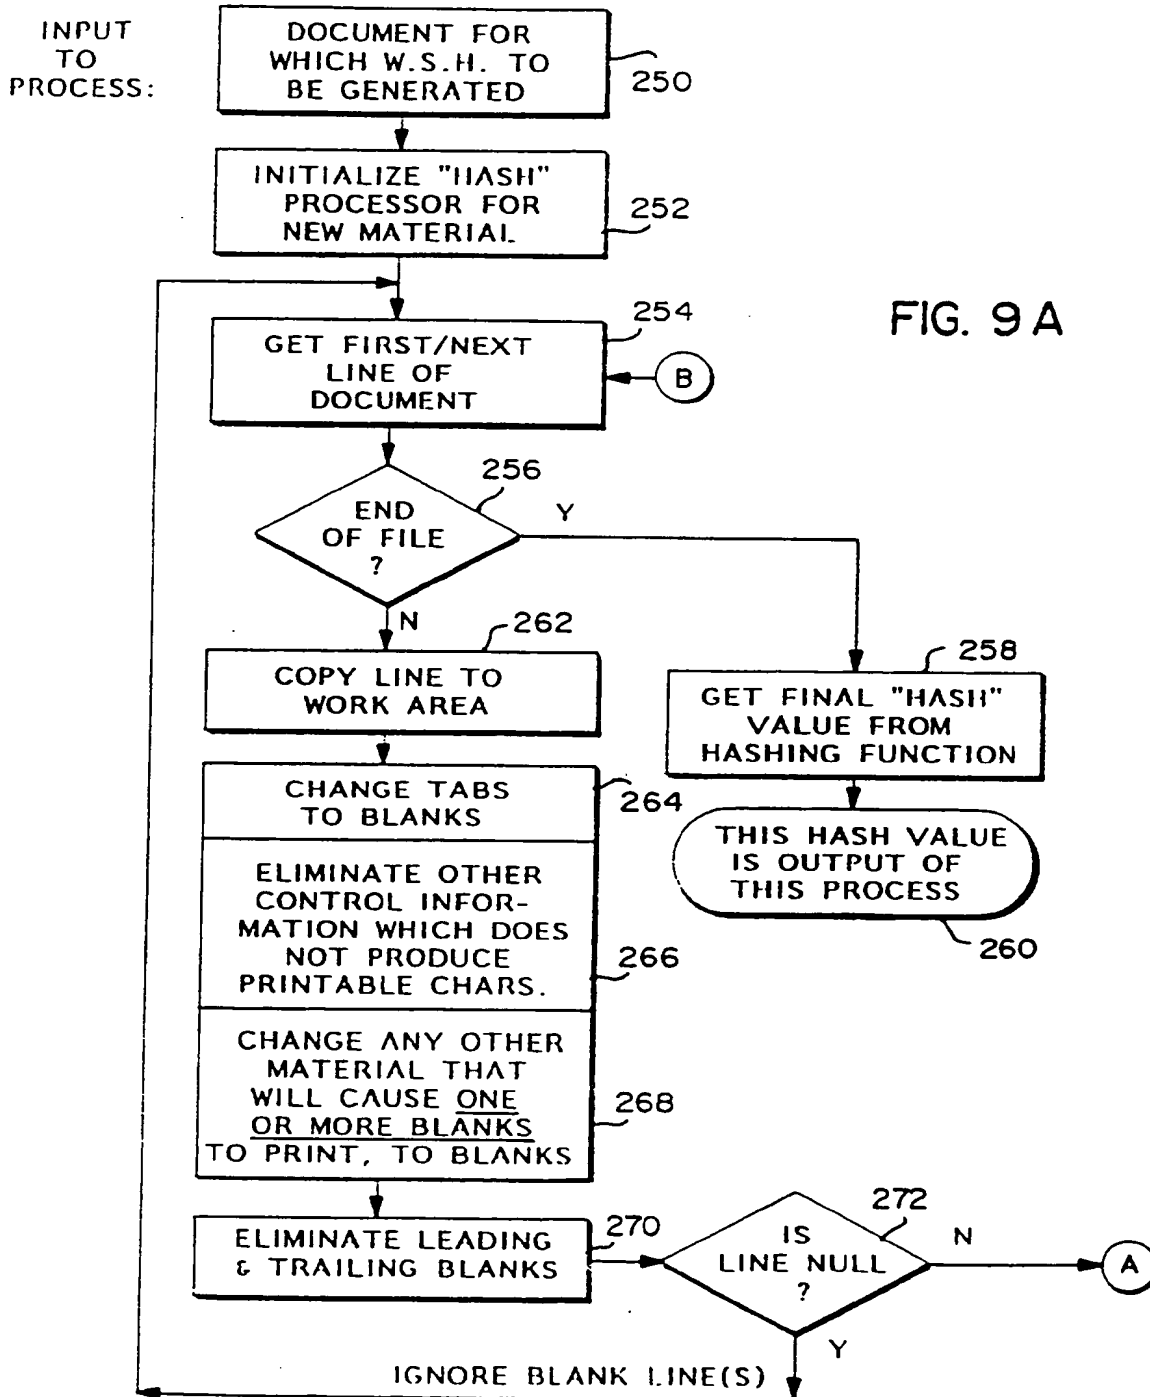 INPUT
TO
PROCESS:
DOCUMENT FOR
WHICH W.S.H. TO
BE GENERATED
250
INITIALIZE "HASH"
PROCESSOR FOR
NEW MATERIAL
252
FIG. 9A
254
GET FIRST/NEXT
LINE OF
DOCUMENT
B
256
END
OF FILE
?
Y
N
262
COPY LINE TO
WORK AREA
258
GET FINAL "HASH"
VALUE FROM
HASHING FUNCTION
CHANGE TABS
TO BLANKS
264
THIS HASH VALUE
IS OUTPUT OF
THIS PROCESS
260
ELIMINATE OTHER
CONTROL INFOR-
MATION WHICH DOES
NOT PRODUCE
PRINTABLE CHARS.
266
CHANGE ANY OTHER
MATERIAL THAT
WILL CAUSE ONE
OR MORE BLANKS
TO PRINT, TO BLANKS
268
ELIMINATE LEADING
& TRAILING BLANKS
270
272
IS
LINE NULL
?
N
A
Y
IGNORE BLANK LINE(S)